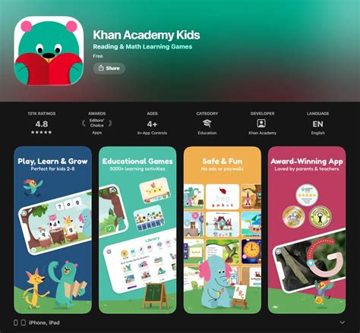 Khan Academy Kids
Reading & Math Learning Games
Free
Share
AWARDS
AGES
CATEGORY
DEVELOPER
LANGUAGE
4.8
Editors'
Choice
4+
EN
★★★★★
Apps
In-App Controls
Education
Khan Academy
English
Play, Learn & Grow
Perfect for kids 2-8
Educational Games
5000+ learning activities
Safe & Fun
No ads or paywalls
Award-Winning App
Loved by parents & teachers
Library
iPhone, iPad